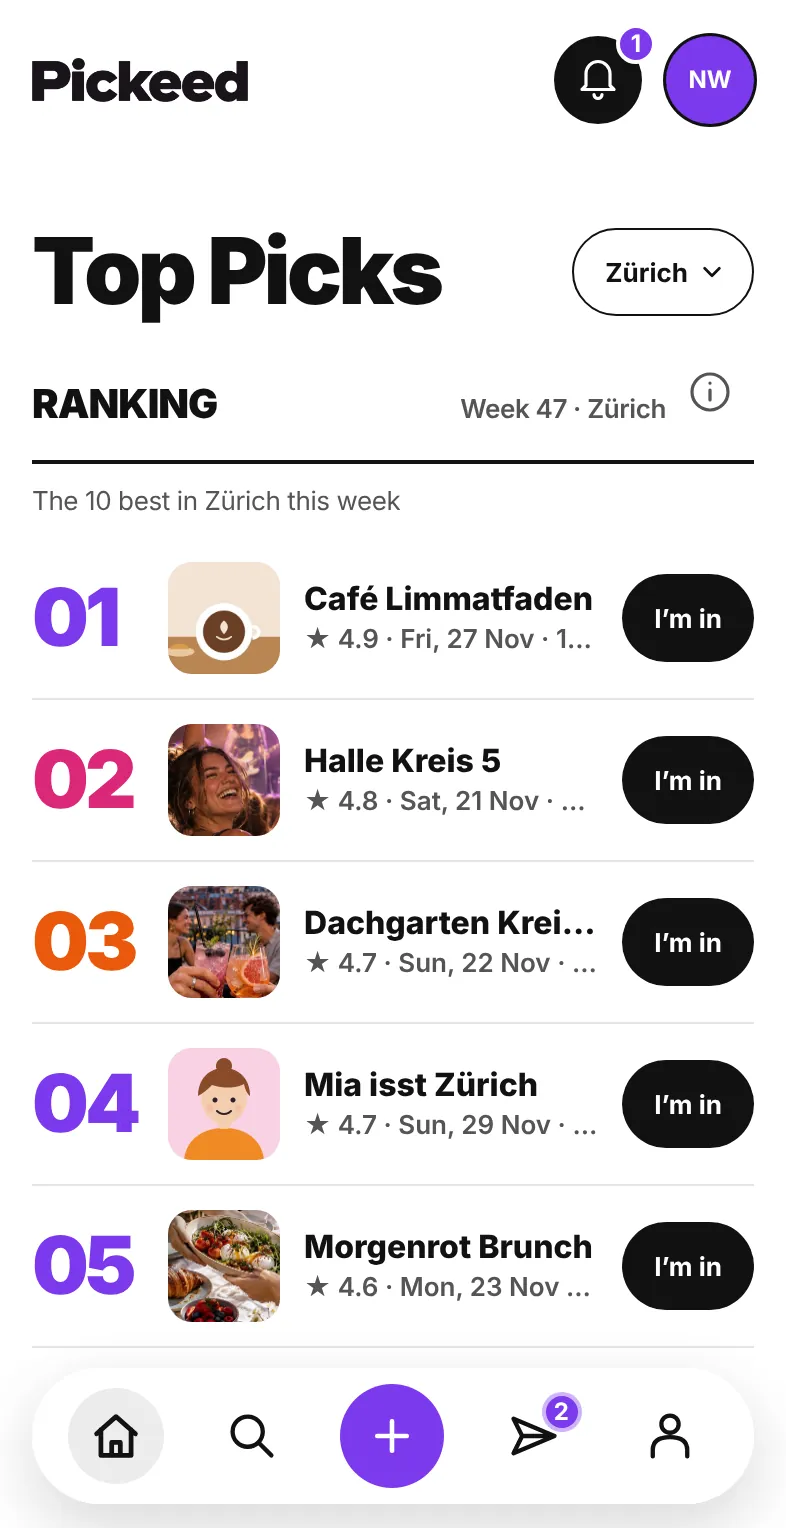 Pickeed
1
NW
Top Picks
Zürich
RANKING
Week 47 · Zürich
The 10 best in Zürich this week
01
Café Limmatfaden
★ 4.9 · Fri, 27 Nov · 1...
I’m in
02
Halle Kreis 5
★ 4.8 · Sat, 21 Nov · ...
I’m in
03
Dachgarten Krei...
★ 4.7 · Sun, 22 Nov · ...
I’m in
04
Mia isst Zürich
★ 4.7 · Sun, 29 Nov · ...
I’m in
05
Morgenrot Brunch
★ 4.6 · Mon, 23 Nov ...
I’m in
2